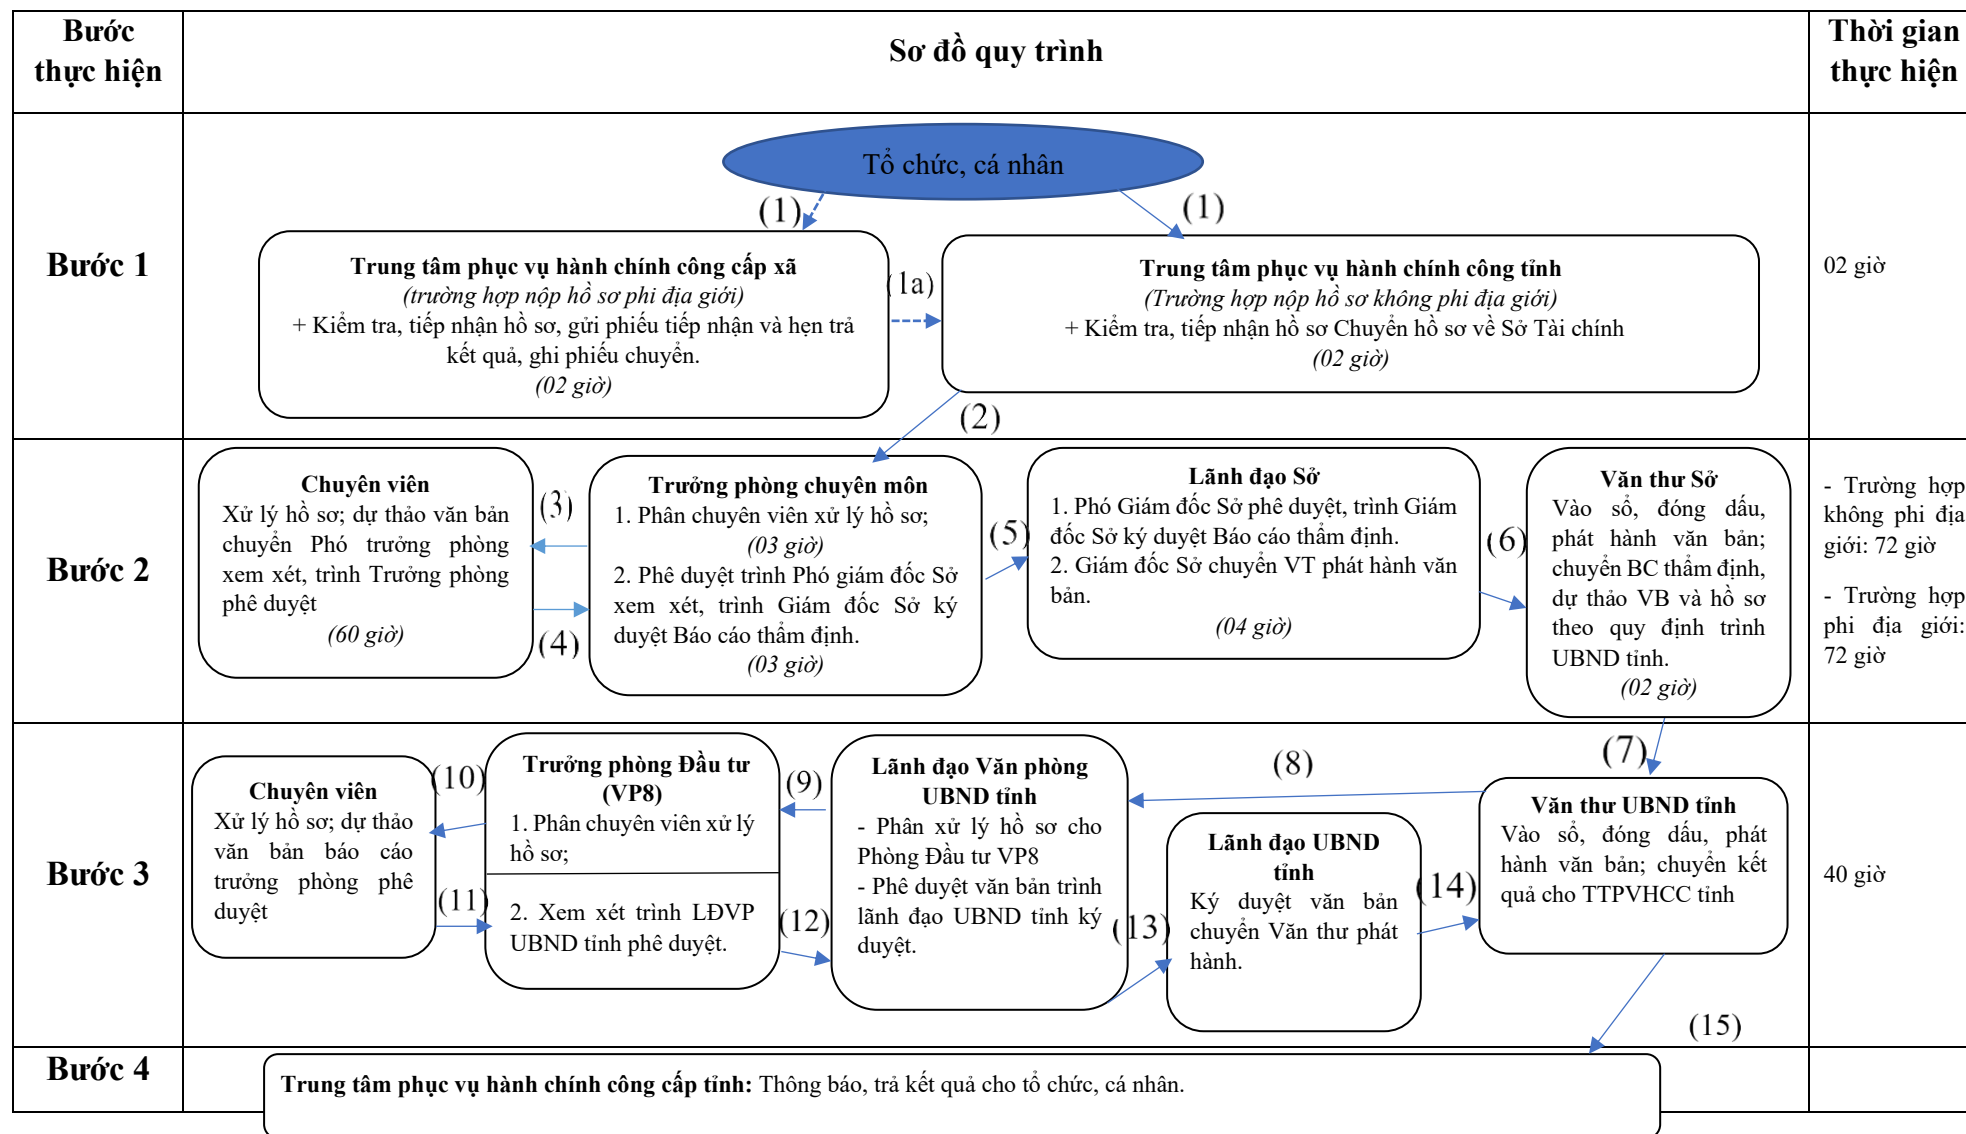 Bước
thực hiện
Sơ đồ quy trình
Thời gian
thực hiện
Bước 1
Tổ chức, cá nhân
(1)
(1)
Trung tâm phục vụ hành chính công cấp xã
(trường hợp nộp hồ sơ phi địa giới)
+ Kiểm tra, tiếp nhận hồ sơ, gửi phiếu tiếp nhận và hẹn trả
kết quả, ghi phiếu chuyển.
(02 giờ)
(1a)
Trung tâm phục vụ hành chính công tỉnh
(Trường hợp nộp hồ sơ không phi địa giới)
+ Kiểm tra, tiếp nhận hồ sơ Chuyển hồ sơ về Sở Tài chính
(02 giờ)
02 giờ
(2)
Bước 2
Chuyên viên
Xử lý hồ sơ; dự thảo văn bản
chuyển Phó trưởng phòng
xem xét, trình Trưởng phòng
phê duyệt
(60 giờ)
(3)
(4)
Trưởng phòng chuyên môn
1. Phân chuyên viên xử lý hồ sơ;
(03 giờ)
2. Phê duyệt trình Phó giám đốc Sở
xem xét, trình Giám đốc Sở ký
duyệt Báo cáo thẩm định.
(03 giờ)
(5)
Lãnh đạo Sở
1. Phó Giám đốc Sở phê duyệt, trình Giám
đốc Sở ký duyệt Báo cáo thẩm định.
2. Giám đốc Sở chuyển VT phát hành văn
bản.
(04 giờ)
(6)
Văn thư Sở
Vào sổ, đóng dấu,
phát hành văn bản;
chuyển BC thẩm định,
dự thảo VB và hồ sơ
theo quy định trình
UBND tỉnh.
(02 giờ)
- Trường hợp
không phi địa
giới: 72 giờ
- Trường hợp
phi địa giới:
72 giờ
(7)
Bước 3
Chuyên viên
Xử lý hồ sơ; dự thảo
văn bản báo cáo
trưởng phòng phê
duyệt
(10)
(11)
Trưởng phòng Đầu tư
(VP8)
1. Phân chuyên viên xử lý
hồ sơ;
2. Xem xét trình LĐVP
UBND tỉnh phê duyệt.
(9)
(12)
Lãnh đạo Văn phòng
UBND tỉnh
- Phân xử lý hồ sơ cho
Phòng Đầu tư VP8
- Phê duyệt văn bản trình
lãnh đạo UBND tỉnh ký
duyệt.
(8)
(13)
Lãnh đạo UBND
tỉnh
Ký duyệt văn bản
chuyển Văn thư phát
hành.
(14)
Văn thư UBND tỉnh
Vào sổ, đóng dấu, phát
hành văn bản; chuyển kết
quả cho TTPVHCC tỉnh
40 giờ
(15)
Bước 4
Trung tâm phục vụ hành chính công cấp tỉnh: Thông báo, trả kết quả cho tổ chức, cá nhân.